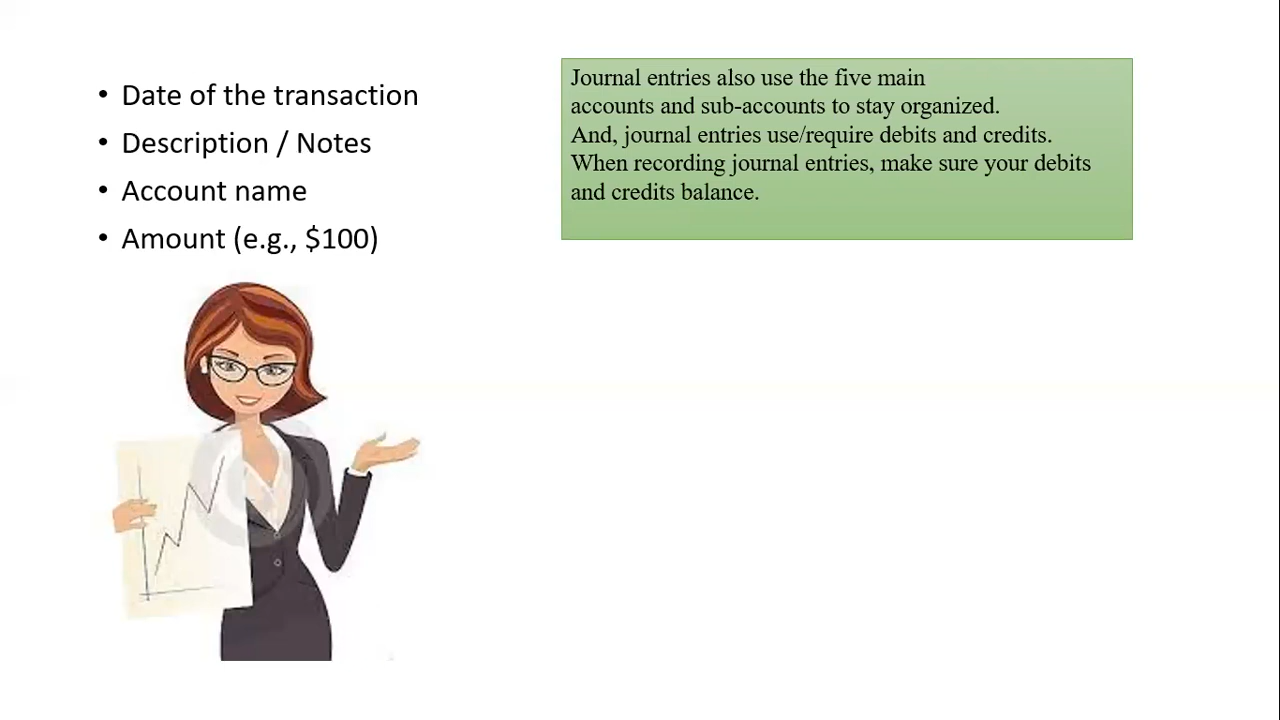 • Date of the transaction
• Description / Notes
• Account name
• Amount (e.g., $100)
Journal entries also use the five main
accounts and sub-accounts to stay organized.
And, journal entries use/require debits and credits.
When recording journal entries, make sure your debits
and credits balance.